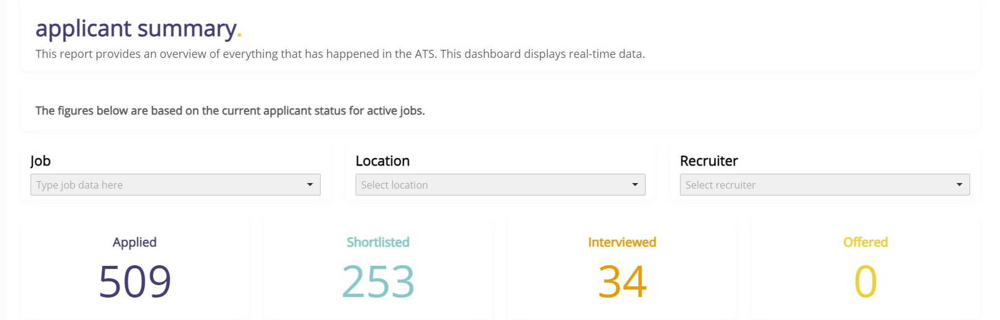 applicant summary.
This report provides an overview of everything that has happened in the ATS. This dashboard displays real-time data.
The figures below are based on the current applicant status for active jobs.
Job
Type job data here
Location
Select location
Recruiter
Select recruiter
Applied
509
Shortlisted
253
Interviewed
34
Offered
0